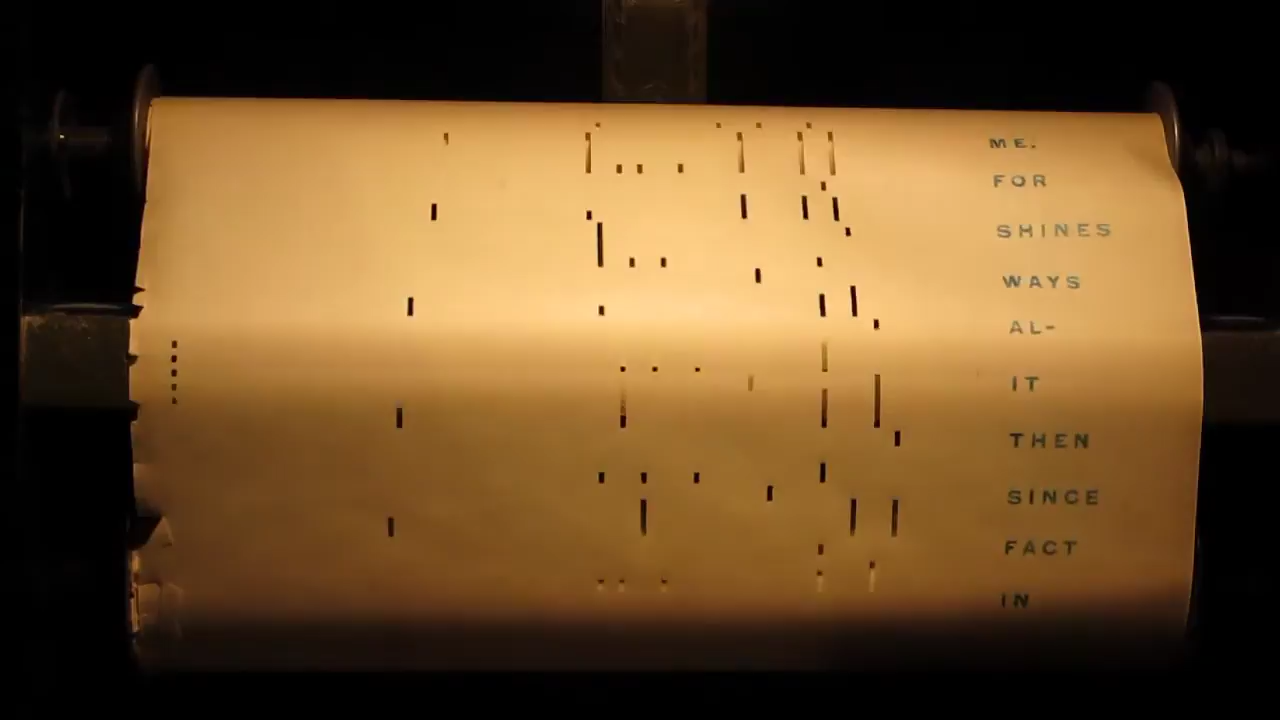 ME.
FOR
SHINES
WAYS
AL-
IT
THEN
SINCE
FACT
IN